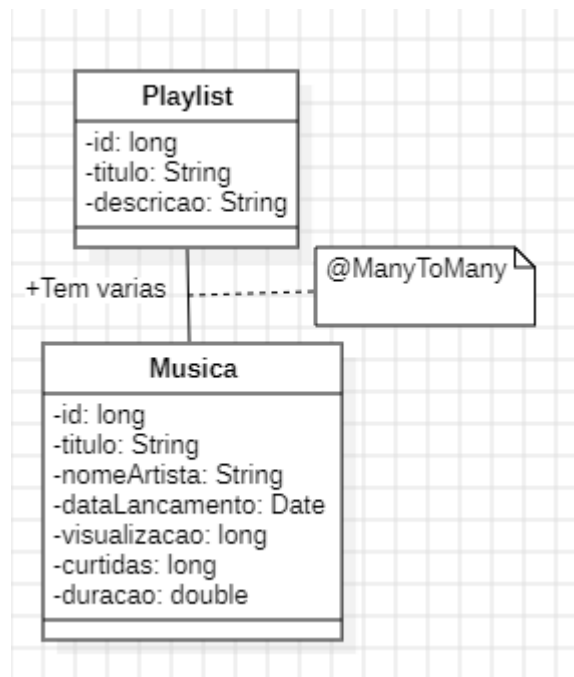 Playlist
-id: long
-titulo: String
-descricao: String
+Tem varias
@ManyToMany
Musica
-id: long
-titulo: String
-nomeArtista: String
-dataLancamento: Date
-visualizacao: long
-curtidas: long
-duracao: double